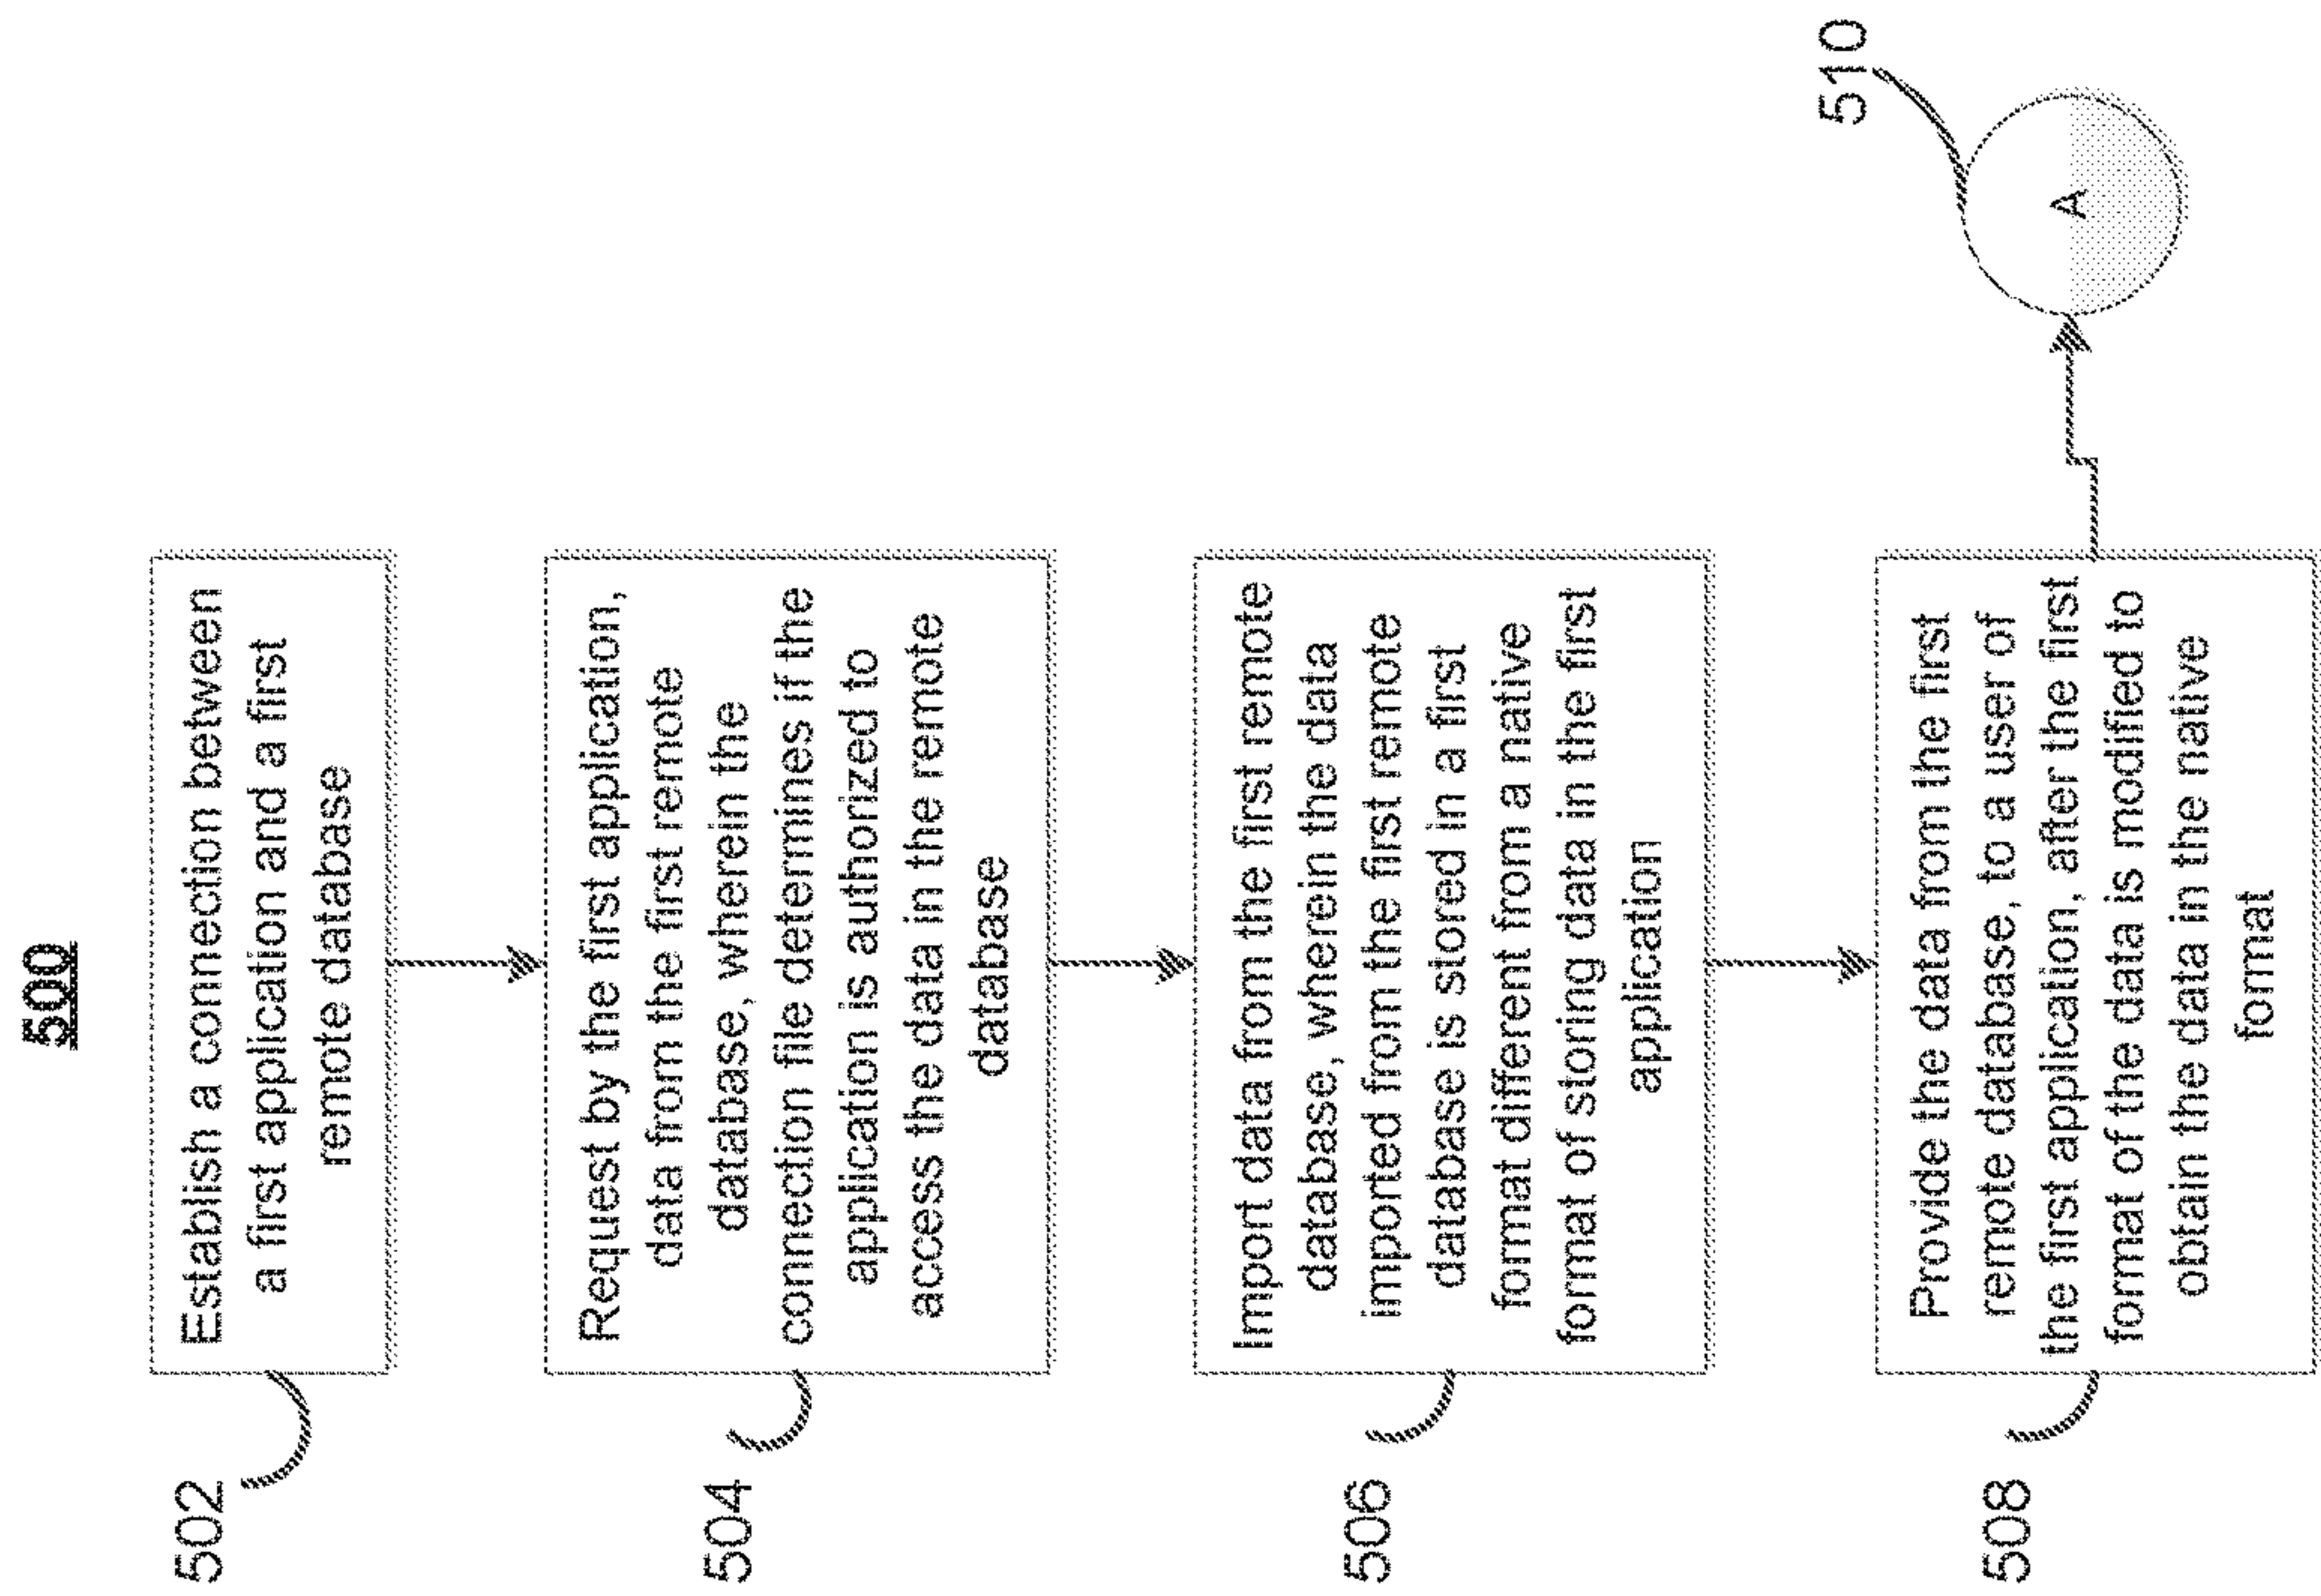 500
502
Establish a connection between
a first application and a first
remote database
504
Request by the first application,
data from the first remote
database, wherein the
connection file determines if the
application is authorized to
access the data in the remote
database
506
Import data from the first remote
database, wherein the data
imported from the first remote
database is stored in a first
format different from a native
format of storing data in the first
application
508
Provide the data from the first
remote database, to a user of
the first application, after the first
format of the data is modified to
obtain the data in the native
format
510
A